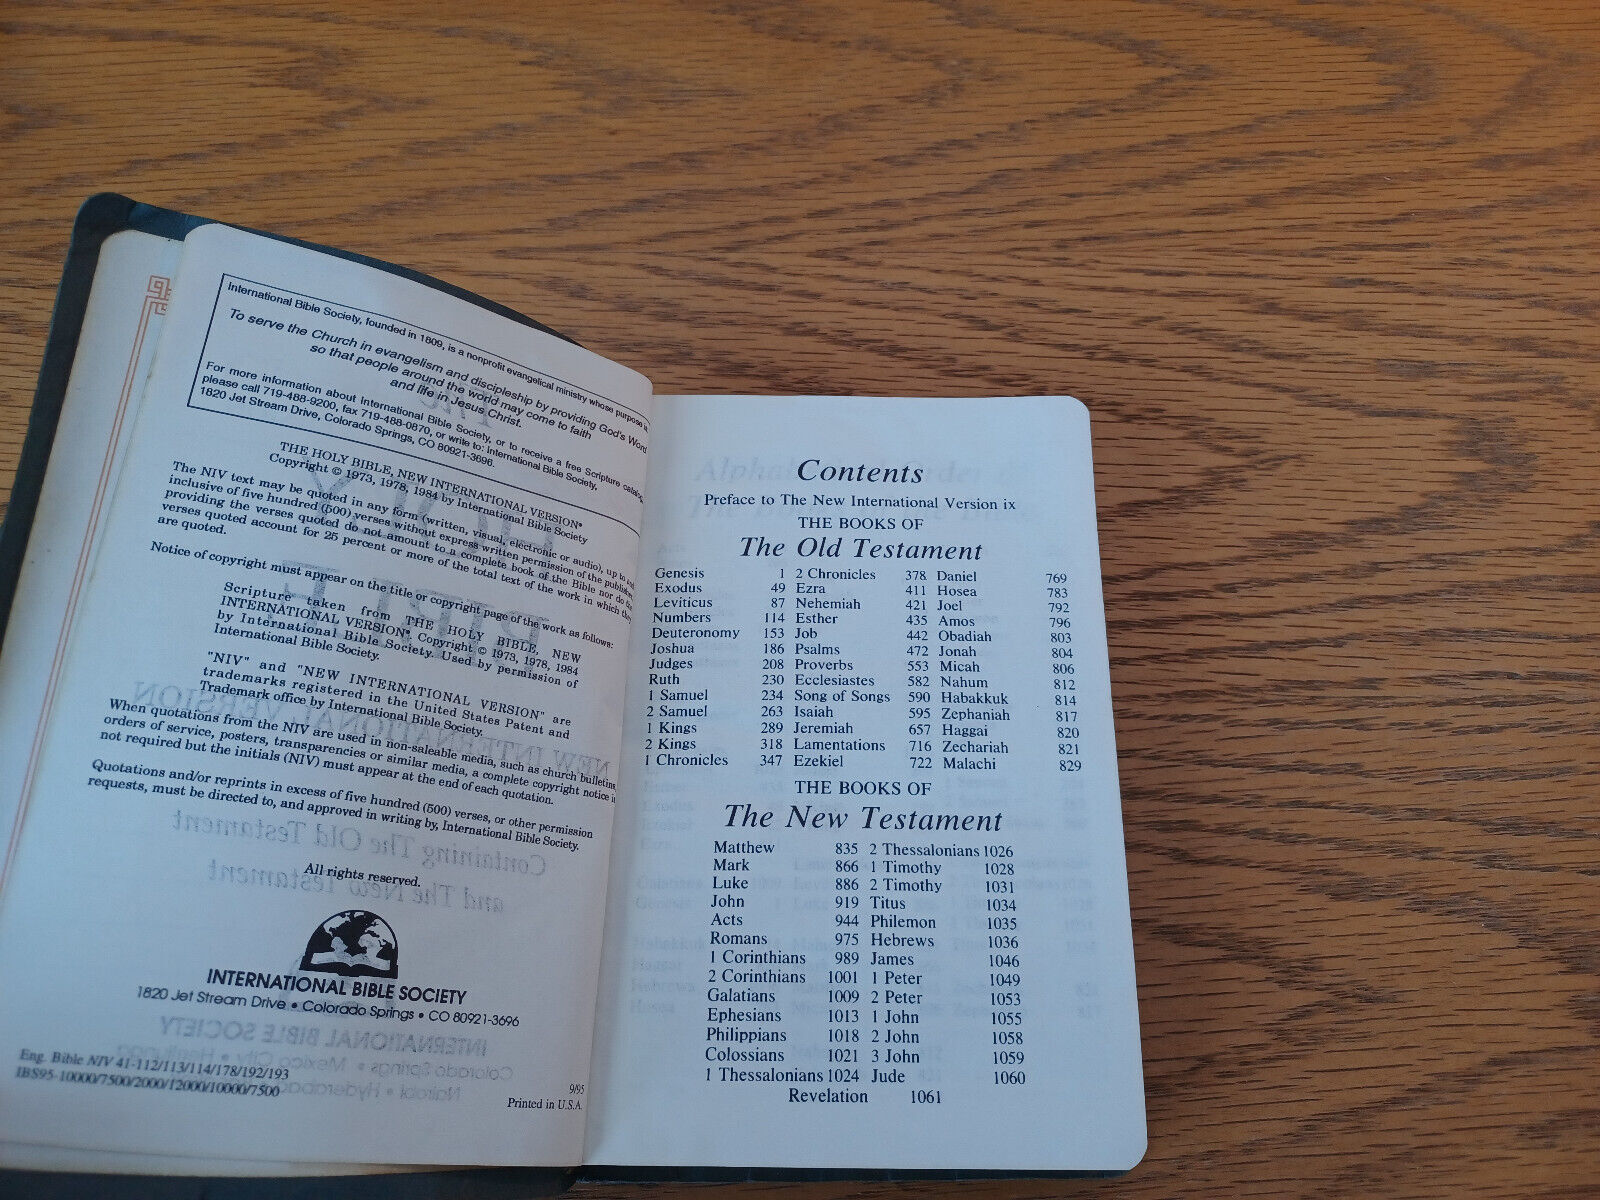 International Bible Society, founded in 1809, is a nonprofit evangelical ministry whose purpose is
To serve the Church in evangelism and discipleship by providing God's Word
so that people around the world may come to faith
and life in Jesus Christ.
For more information about International Bible Society, or to receive a free Scripture catalog,
please call 719-488-9200, fax 719-488-0870, or write to: International Bible Society,
1820 Jet Stream Drive, Colorado Springs, CO 80921-3696.
THE HOLY BIBLE, NEW INTERNATIONAL VERSION®
Copyright © 1973, 1978, 1984 by International Bible Society
The NIV text may be quoted in any form (written, visual, electronic or audio), up to and
inclusive of five hundred (500) verses without express written permission of the publisher,
providing the verses quoted do not amount to a complete book of the Bible nor do the
verses quoted account for 25 percent or more of the total text of the work in which they
are quoted.
Notice of copyright must appear on the title or copyright page of the work as follows:
Scripture taken from THE HOLY BIBLE, NEW
INTERNATIONAL VERSION® Copyright © 1973, 1978, 1984
by International Bible Society. Used by permission of
International Bible Society.
"NIV" and "NEW INTERNATIONAL VERSION" are
trademarks registered in the United States Patent and
Trademark office by International Bible Society.
When quotations from the NIV are used in non-saleable media, such as church bulletins,
orders of service, posters, transparencies or similar media, a complete copyright notice is
not required but the initials (NIV) must appear at the end of each quotation.
Quotations and/or reprints in excess of five hundred (500) verses, or other permission
requests, must be directed to, and approved in writing by, International Bible Society.
All rights reserved.
INTERNATIONAL BIBLE SOCIETY
1820 Jet Stream Drive • Colorado Springs • CO 80921-3696
Eng. Bible NIV 41-112/113/114/178/192/193
IBS95-10000/7500/2000/12000/10000/7500
9/95
Printed in U.S.A.
Contents
Preface to The New International Version ix
THE BOOKS OF
The Old Testament
Genesis 1 2 Chronicles 378 Daniel 769
Exodus 49 Ezra 411 Hosea 783
Leviticus 87 Nehemiah 421 Joel 792
Numbers 114 Esther 435 Amos 796
Deuteronomy 153 Job 442 Obadiah 803
Joshua 186 Psalms 472 Jonah 804
Judges 208 Proverbs 553 Micah 806
Ruth 230 Ecclesiastes 582 Nahum 812
1 Samuel 234 Song of Songs 590 Habakkuk 814
2 Samuel 263 Isaiah 595 Zephaniah 817
1 Kings 289 Jeremiah 657 Haggai 820
2 Kings 318 Lamentations 716 Zechariah 821
1 Chronicles 347 Ezekiel 722 Malachi 829
THE BOOKS OF
The New Testament
Matthew 835 2 Thessalonians 1026
Mark 866 1 Timothy 1028
Luke 886 2 Timothy 1031
John 919 Titus 1034
Acts 944 Philemon 1035
Romans 975 Hebrews 1036
1 Corinthians 989 James 1046
2 Corinthians 1001 1 Peter 1049
Galatians 1009 2 Peter 1053
Ephesians 1013 1 John 1055
Philippians 1018 2 John 1058
Colossians 1021 3 John 1059
1 Thessalonians 1024 Jude 1060
Revelation 1061